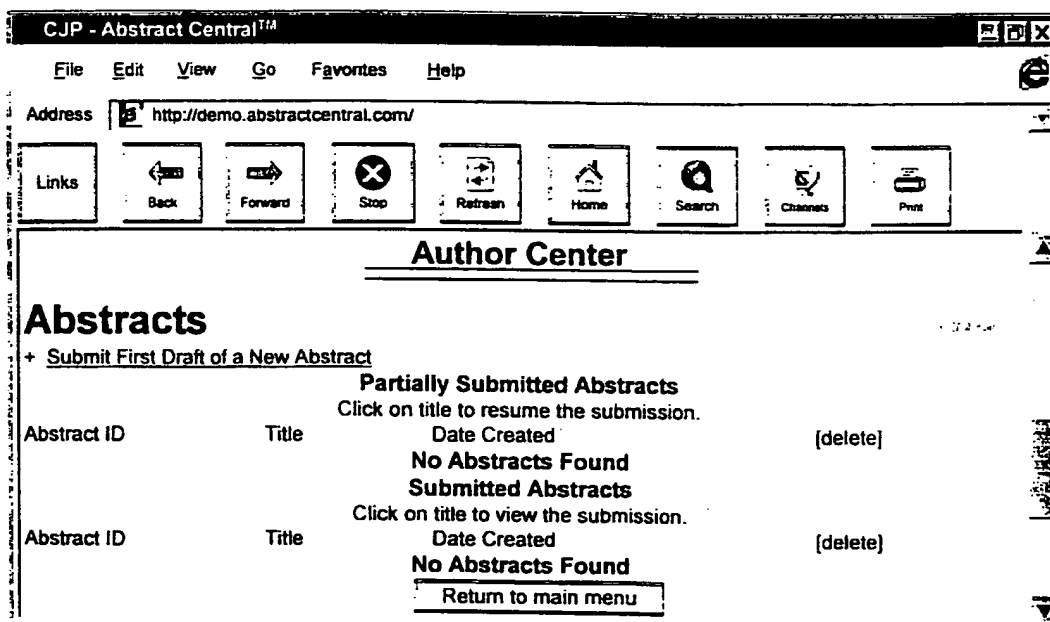 CJP - Abstract Central™
File Edit View Go Favorites Help
Address http://demo.abstractcentral.com/
Links Back Forward Stop Refresh Home Search Channels Print
Author Center
Abstracts
+ Submit First Draft of a New Abstract
Partially Submitted Abstracts
Click on title to resume the submission.
Abstract ID Title Date Created [delete]
No Abstracts Found
Submitted Abstracts
Click on title to view the submission.
Abstract ID Title Date Created [delete]
No Abstracts Found
Return to main menu